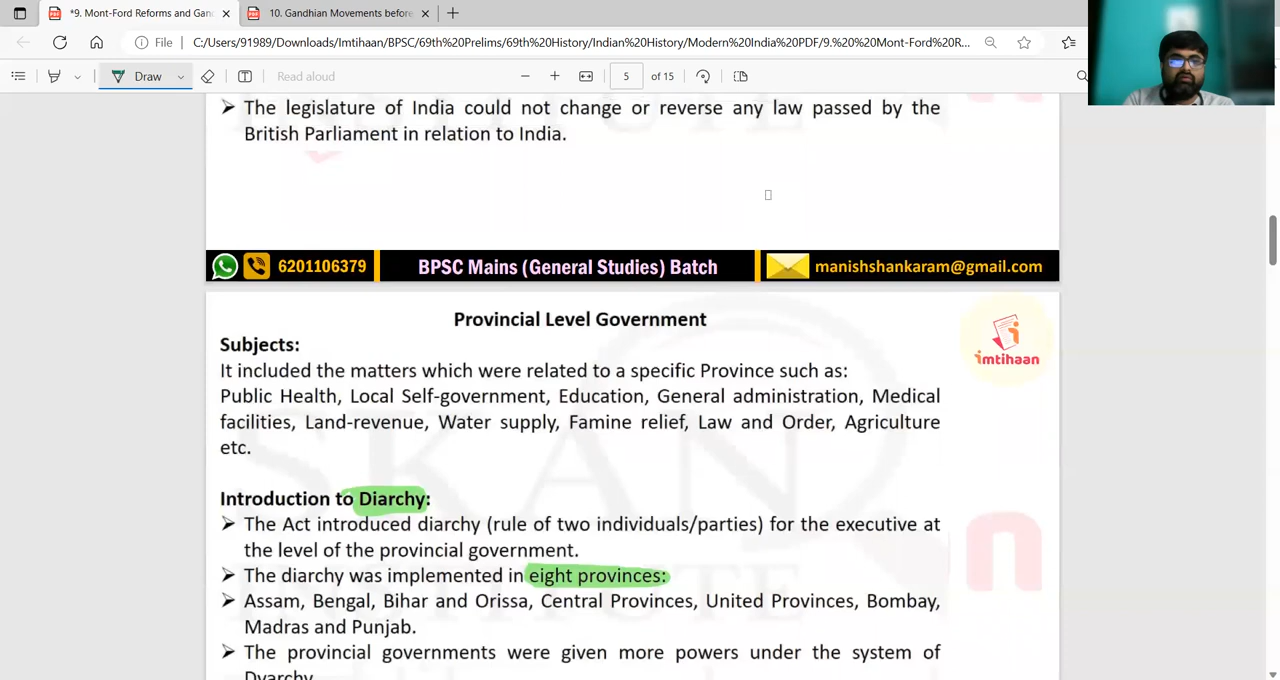 *9. Mont-Ford Reforms and Gan
10. Gandhian Movements before
File
C:/Users/91989/Downloads/Imtihaan/BPSC/69th%20Prelims/69th%20History/Indian%20History/Modern%20India%20PDF/9.%20%20Mont-Ford%20R...
Draw
Read aloud
5 of 15
The legislature of India could not change or reverse any law passed by the
British Parliament in relation to India.
6201106379
BPSC Mains (General Studies) Batch
manishshankaram@gmail.com
Provincial Level Government
Subjects:
It included the matters which were related to a specific Province such as:
Public Health, Local Self-government, Education, General administration, Medical
facilities, Land-revenue, Water supply, Famine relief, Law and Order, Agriculture
etc.
imtihaan
SKAN
INSTITUTE
Introduction to Diarchy:
The Act introduced diarchy (rule of two individuals/parties) for the executive at
the level of the provincial government.
The diarchy was implemented in eight provinces:
Assam, Bengal, Bihar and Orissa, Central Provinces, United Provinces, Bombay,
Madras and Punjab.
The provincial governments were given more powers under the system of
Dyarchy.